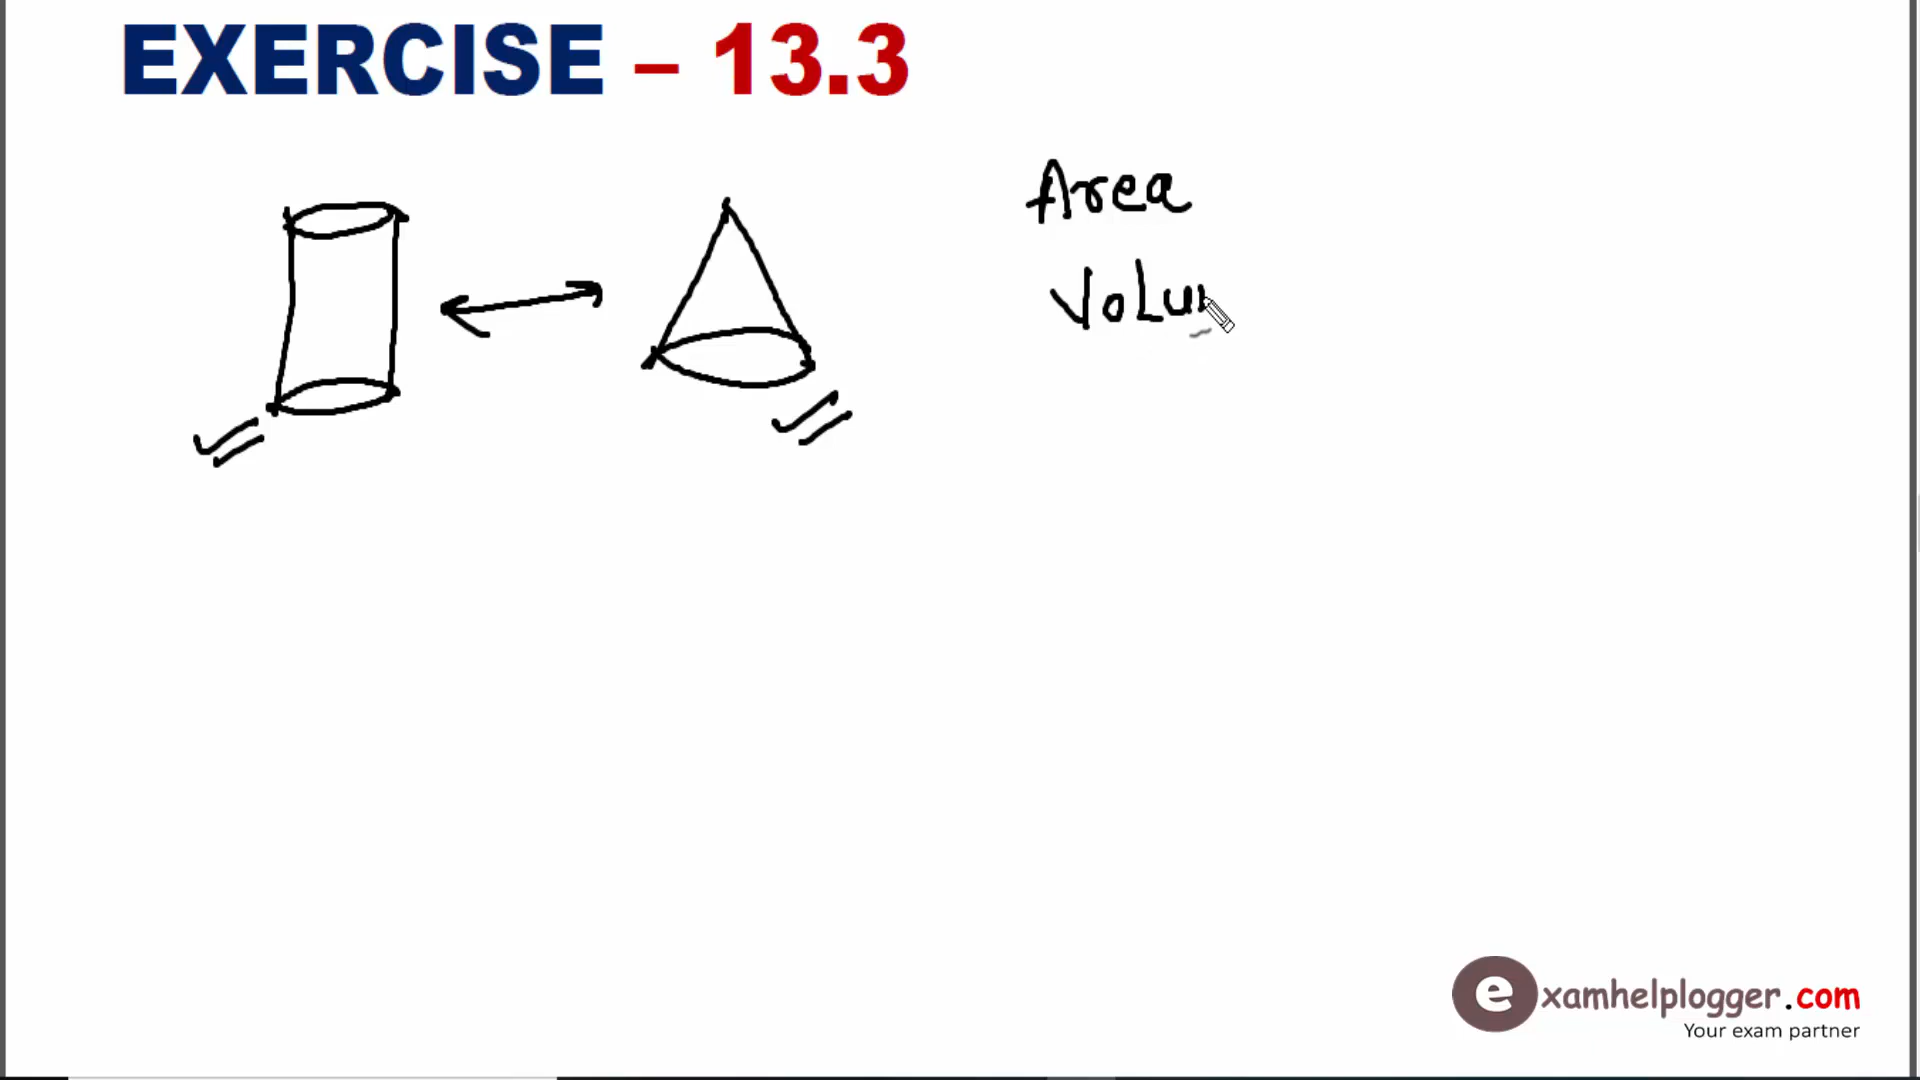 EXERCISE – 13.3
Area
Volu
examhelplogger.com
Your exam partner